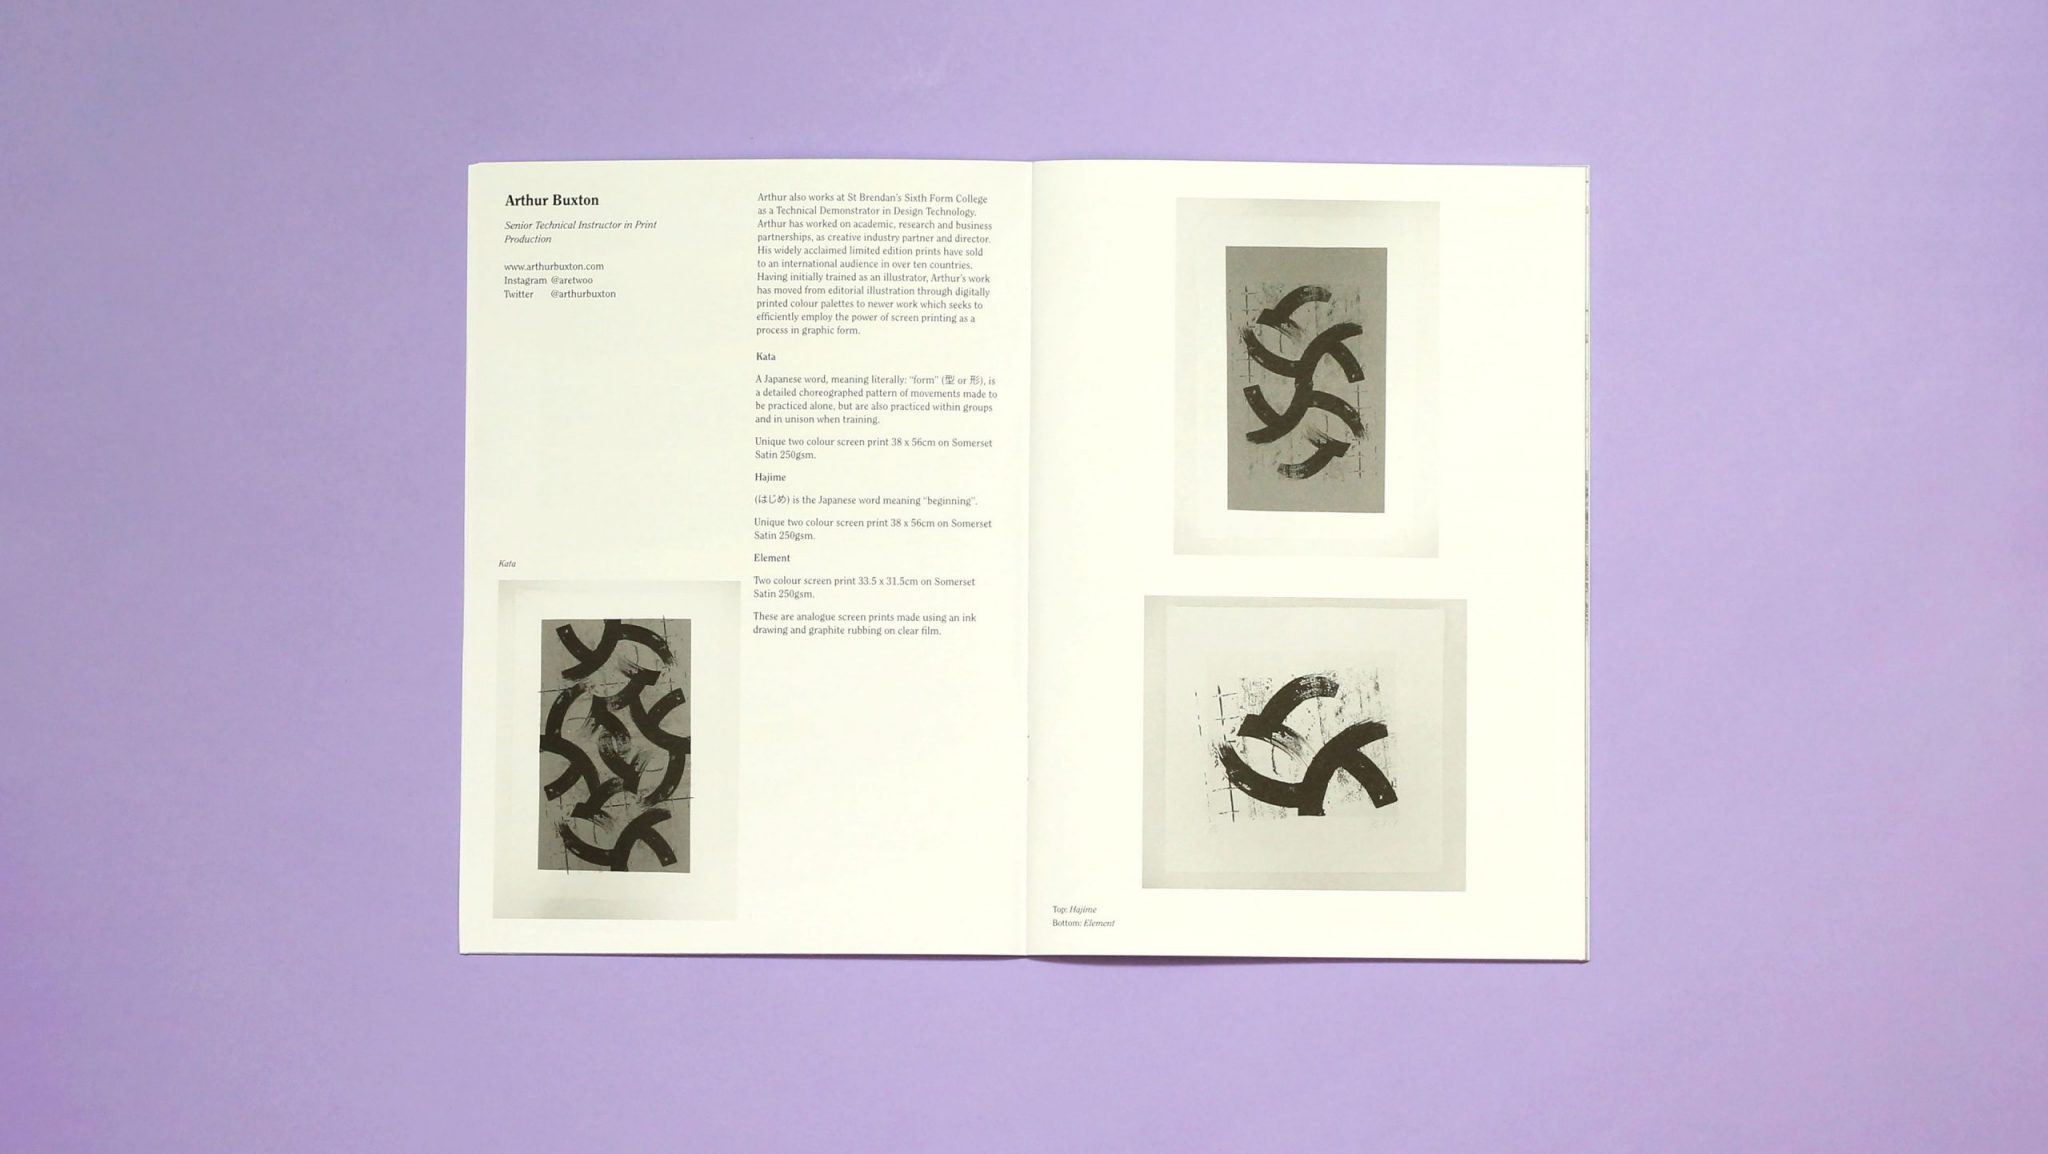 Arthur Buxton
Senior Technical Instructor in Print
Production
www.arthurbuxton.com
Instagram @aretwoo
Twitter @arthurbuxton
Arthur also works at St Brendan's Sixth Form College
as a Technical Demonstrator in Design Technology.
Arthur has worked on academic, research and business
partnerships, as creative industry partner and director.
His widely acclaimed limited edition prints have sold
to an international audience in over ten countries.
Having initially trained as an illustrator, Arthur's work
has moved from editorial illustration through digitally
printed colour palettes to newer work which seeks to
efficiently employ the power of screen printing as a
process in graphic form.
Kata
A Japanese word, meaning literally: "form" (型 or 形), is
a detailed choreographed pattern of movements made to
be practiced alone, but are also practiced within groups
and in unison when training.
Unique two colour screen print 38 x 56cm on Somerset
Satin 250gsm.
Hajime
(はじめ) is the Japanese word meaning "beginning".
Unique two colour screen print 38 x 56cm on Somerset
Satin 250gsm.
Element
Two colour screen print 33.5 x 31.5cm on Somerset
Satin 250gsm.
These are analogue screen prints made using an ink
drawing and graphite rubbing on clear film.
Kata
Top: Hajime
Bottom: Element